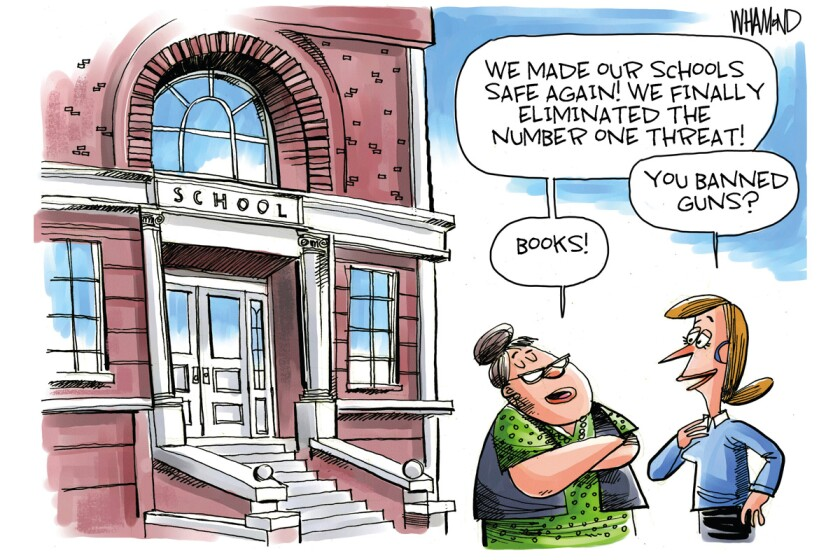 WHAMOND
WE MADE OUR SCHOOLS
SAFE AGAIN! WE FINALLY
ELIMINATED THE
NUMBER ONE THREAT!
YOU BANNED
GUNS?
BOOKS!
SCHOOL